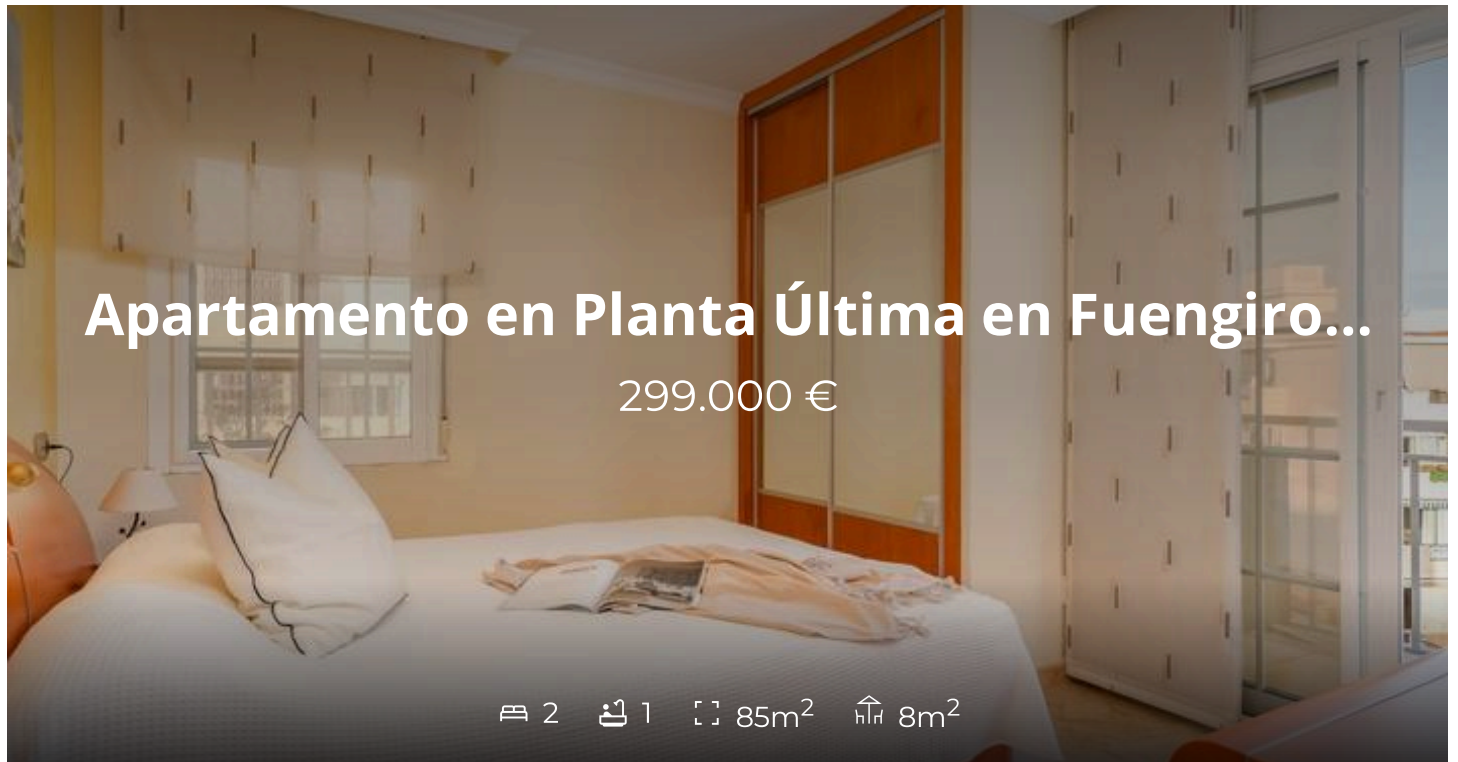 Apartamento en Planta Última en Fuengiro...
299.000 €
2 1 85m² 8m²